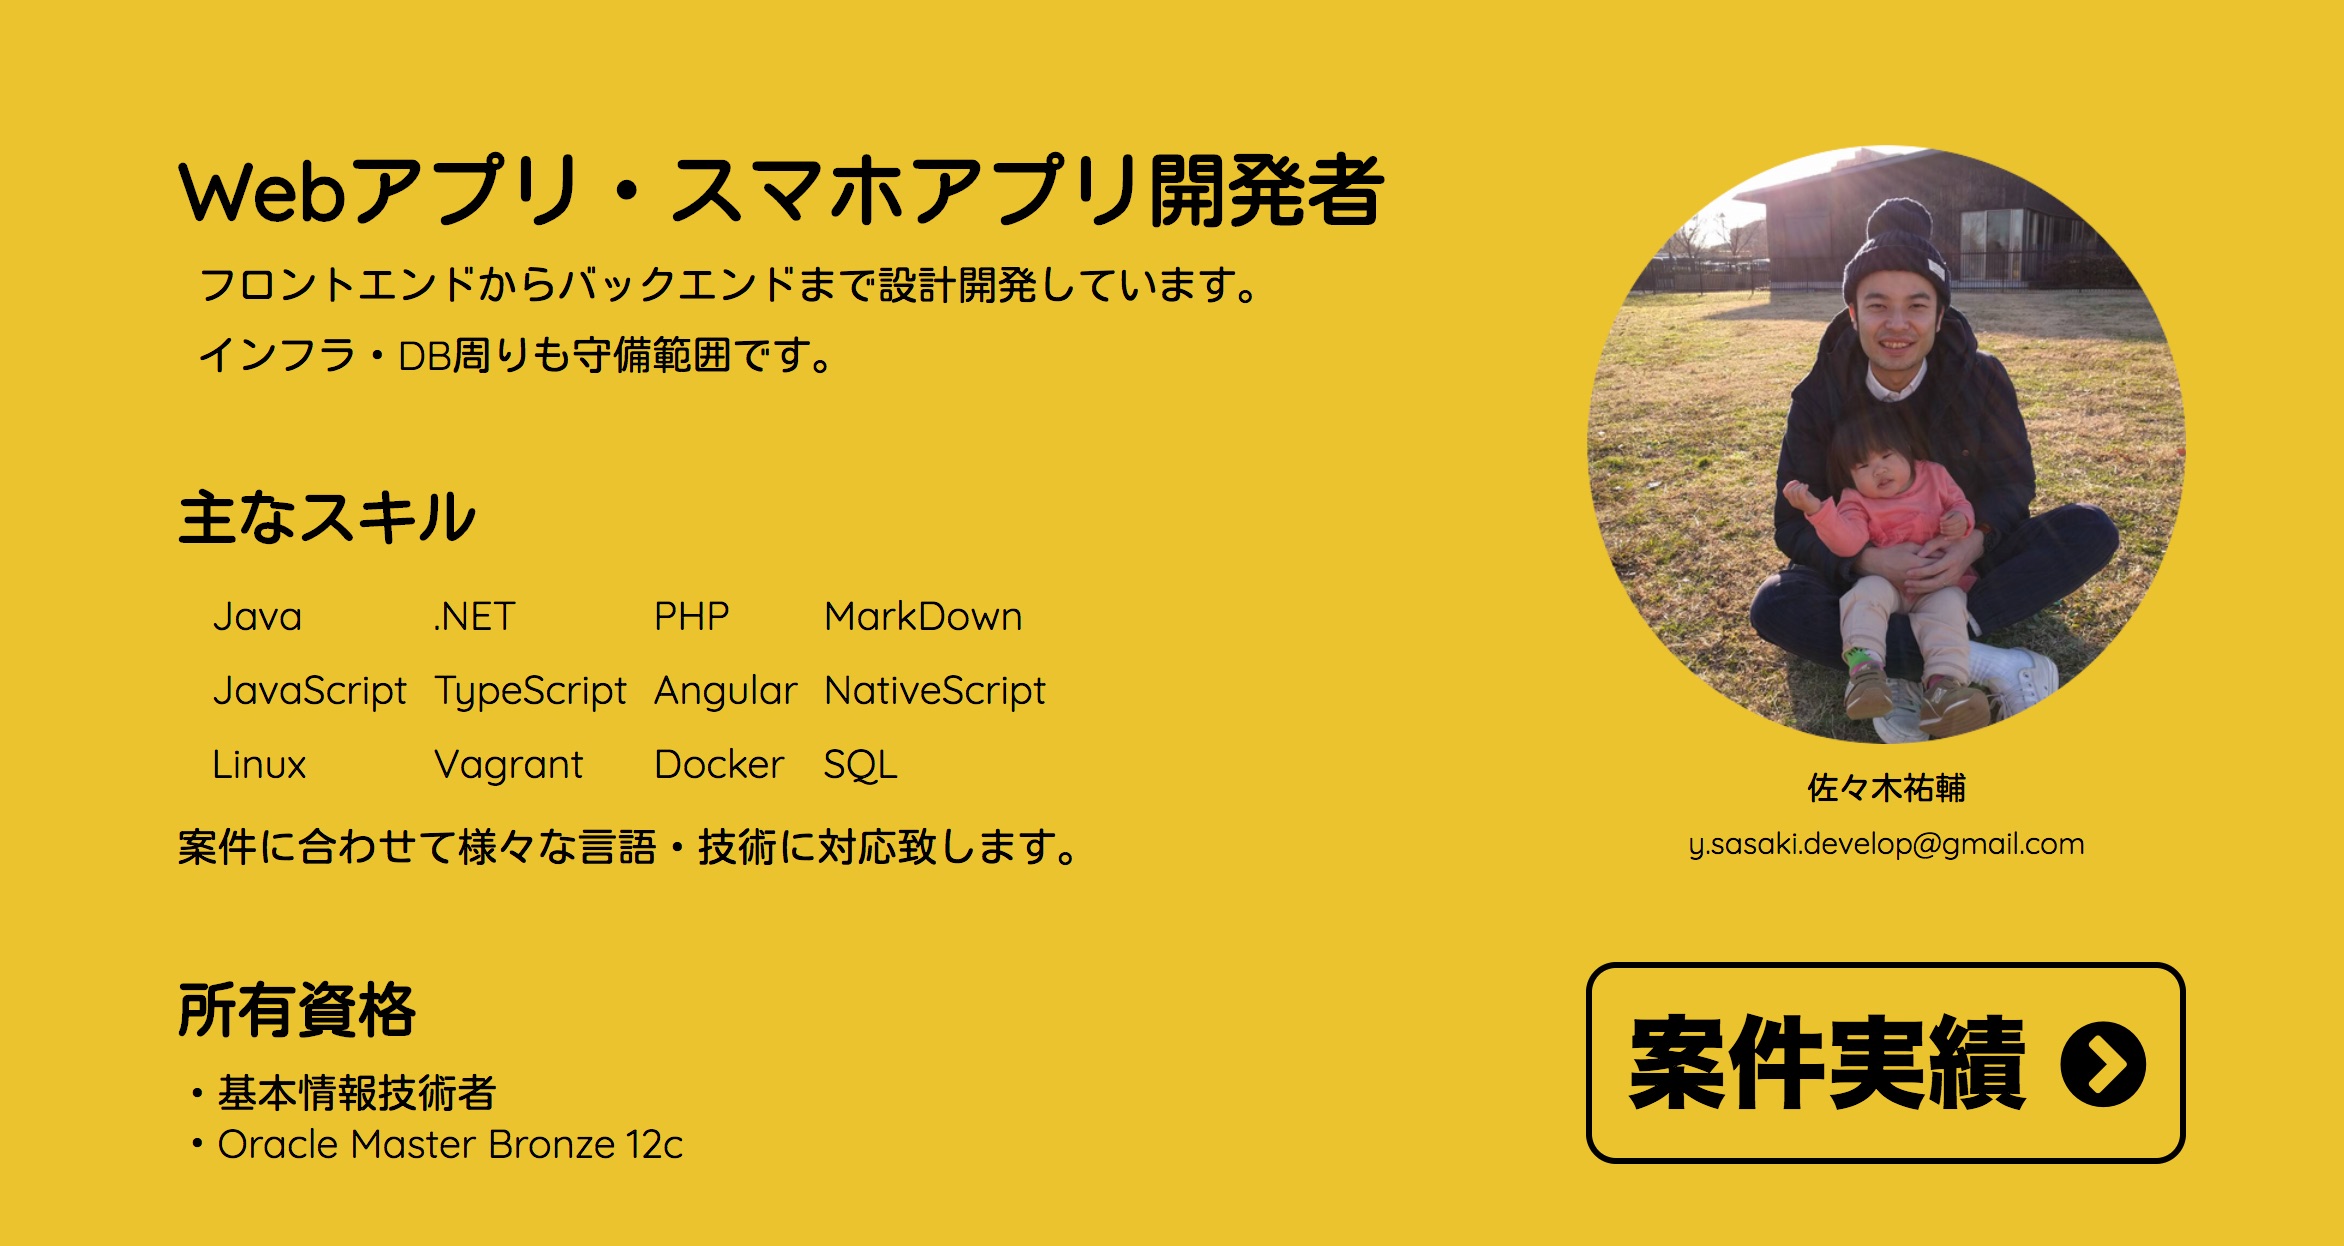 Webアプリ・スマホアプリ開発者
フロントエンドからバックエンドまで設計開発しています。
インフラ・DB周りも守備範囲です。
主なスキル
Java .NET PHP MarkDown
JavaScript TypeScript Angular NativeScript
Linux Vagrant Docker SQL
案件に合わせて様々な言語・技術に対応致します。
所有資格
・基本情報技術者
・Oracle Master Bronze 12c
佐々木祐輔
y.sasaki.develop@gmail.com
案件実績